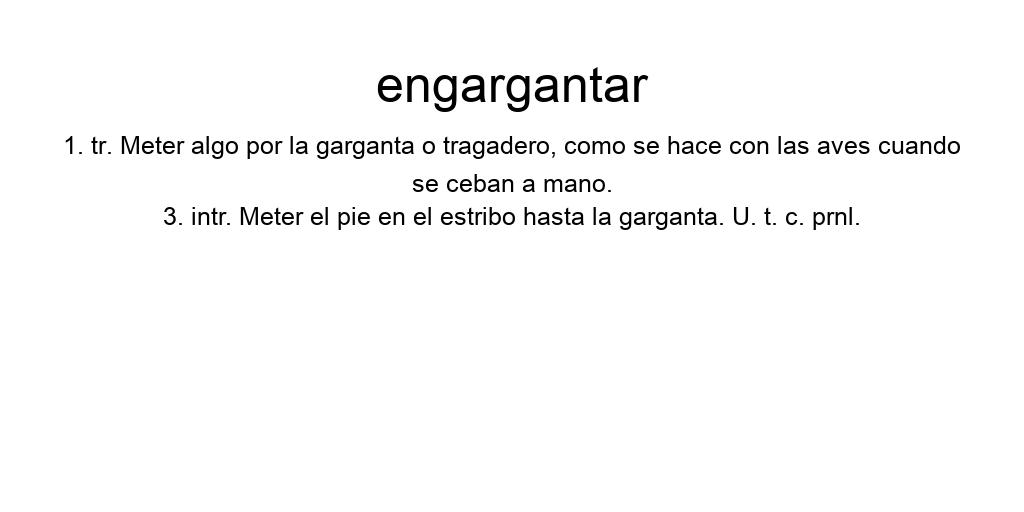 engargantar
1. tr. Meter algo por la garganta o tragadero, como se hace con las aves cuando
se ceban a mano.
3. intr. Meter el pie en el estribo hasta la garganta. U. t. c. prnl.